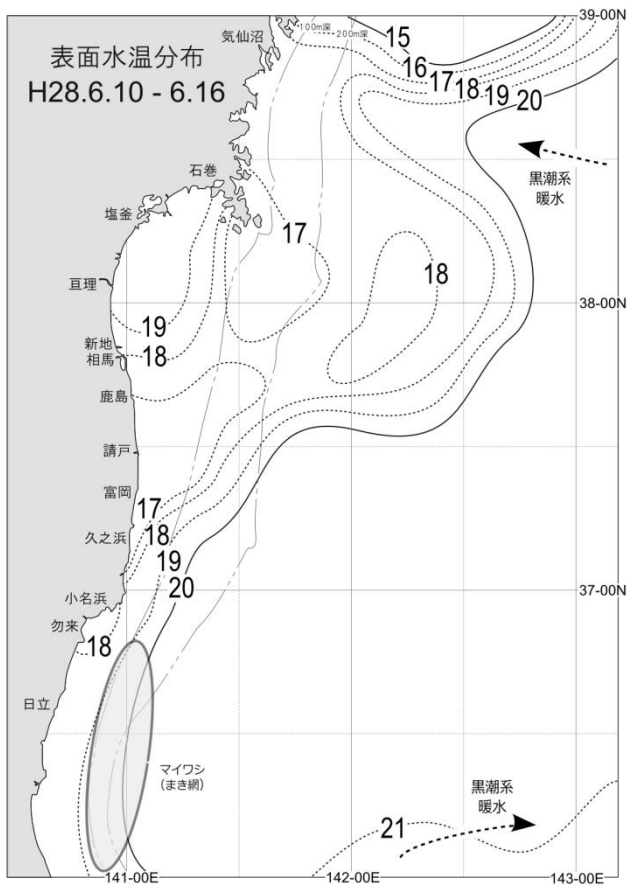 表面水温分布
H28.6.10 - 6.16
気仙沼
100m深
200m深
39-00N
15
16
17
18
19
20
黒潮系
暖水
石巻
塩釜
17
18
亘理
38-00N
19
新地
18
相馬
鹿島
請戸
富岡
17
久之浜
18
19
20
37-00N
小名浜
勿来
18
日立
マイワシ
(まき網)
黒潮系
暖水
21
141-00E
142-00E
143-00E